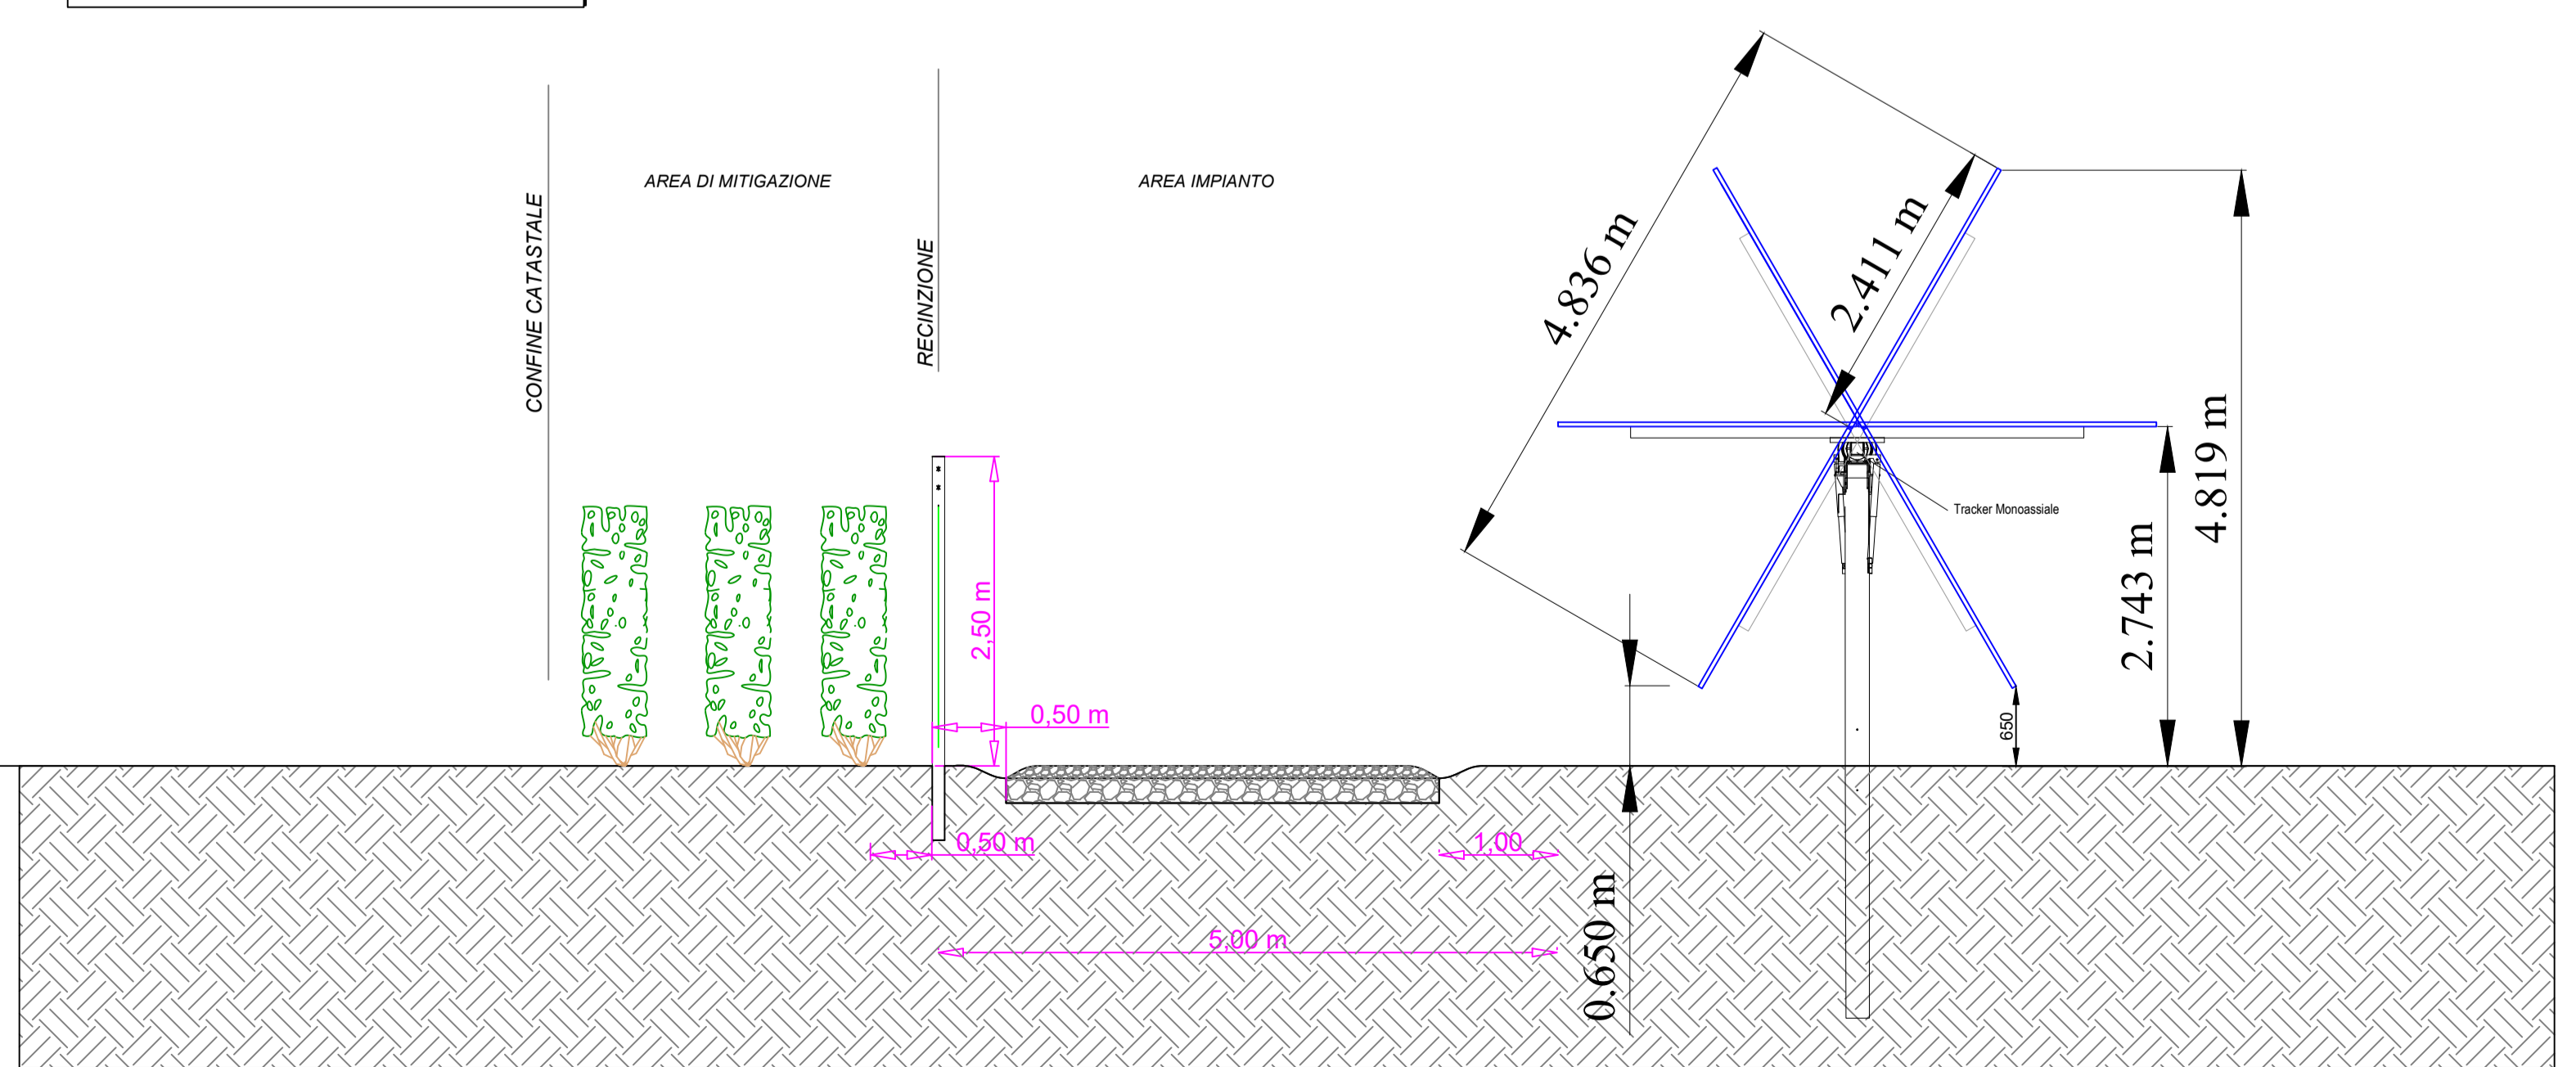 CONFINE CATASTALE
AREA DI MITIGAZIONE
RECINZIONE
AREA IMPIANTO
4.836 m
2.411 m
4.819 m
2.743 m
Tracker Monoassiale
2,50 m
0,50 m
650
0,50 m
1,00
5,00 m
0.650 m